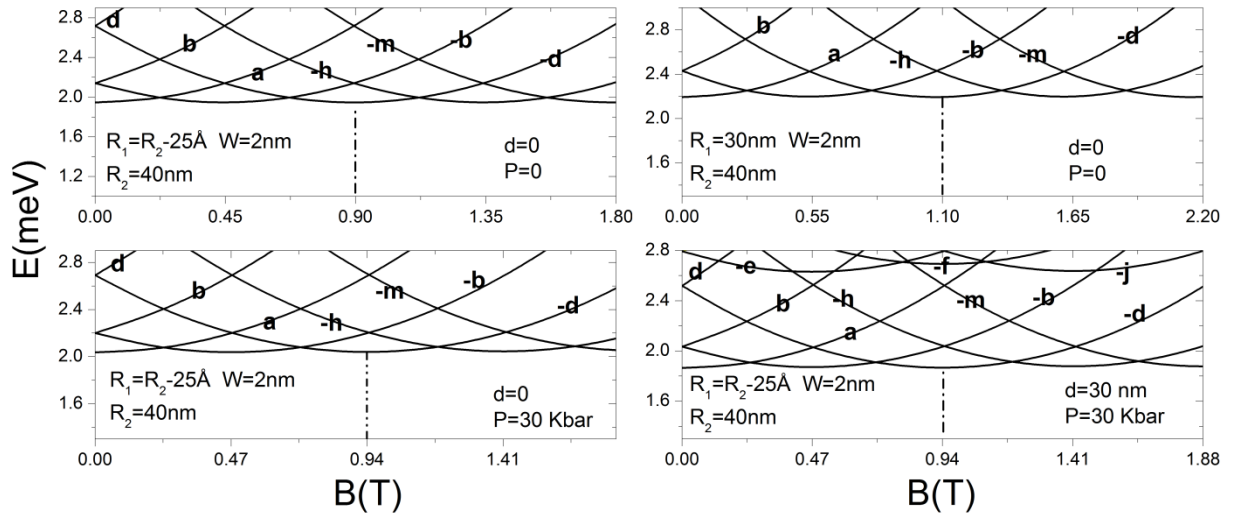 E(meV)
2.8
2.4
2.0
1.6
1.2
d
b
a
-h
-m
-b
-d
R1=R2-25Å W=2nm
R2=40nm
d=0
P=0
0.00 0.45 0.90 1.35 1.80
2.8
2.4
2.0
1.6
b
a
-h
-b
-m
-d
R1=30nm W=2nm
R2=40nm
d=0
P=0
0.00 0.55 1.10 1.65 2.20
2.8
2.4
2.0
1.6
d
b
a
-h
-m
-b
-d
R1=R2-25Å W=2nm
R2=40nm
d=0
P=30 Kbar
0.00 0.47 0.94 1.41
B(T)
2.8
2.4
2.0
1.6
d
-e
b
-h
a
-f
-m
-b
-j
-d
R1=R2-25Å W=2nm
R2=40nm
d=30 nm
P=30 Kbar
0.00 0.47 0.94 1.41 1.88
B(T)